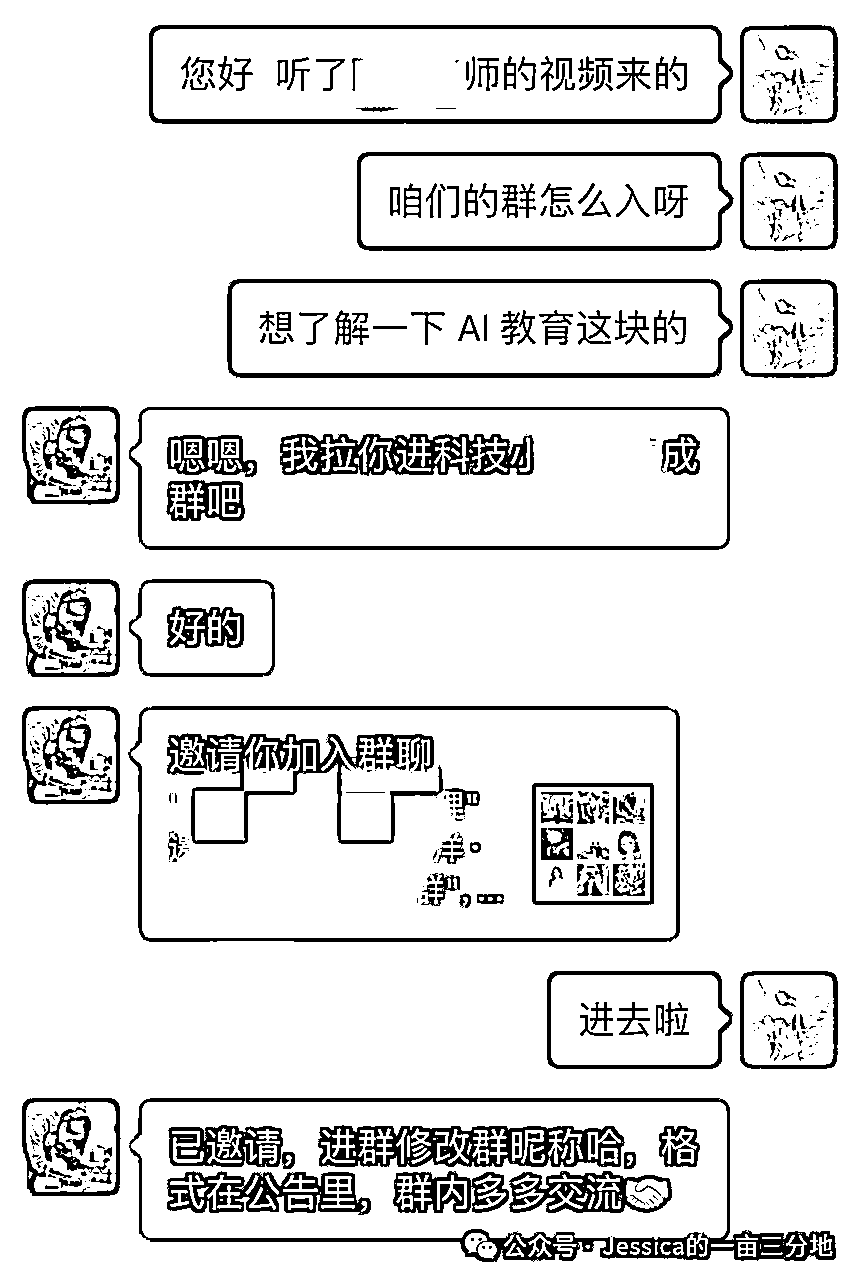 您好 听了 师的视频来的
咱们的群怎么入呀
想了解一下 AI 教育这块的
嗯嗯，我拉你进科技小 成
群吧
好的
邀请你加入群聊
进去啦
已邀请，进群修改群昵称哈，格
式在公告里，群内多多交流🤝
公众号 · Jessica的一亩三分地